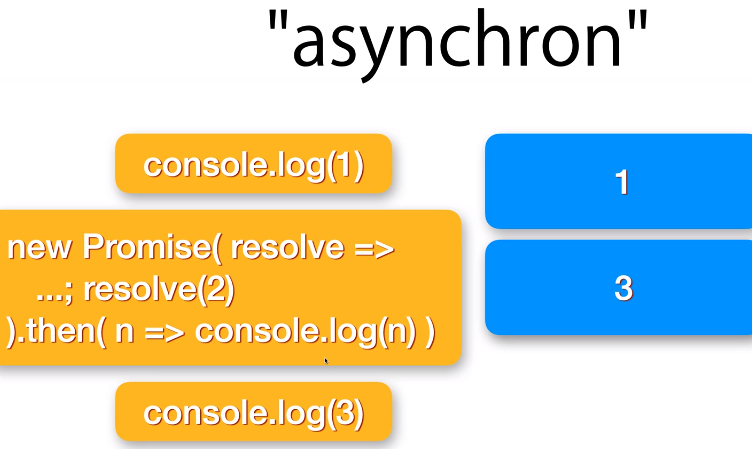 "asynchron"
console.log(1)
new Promise( resolve =>
...; resolve(2)
).then( n => console.log(n) )
console.log(3)
1
3